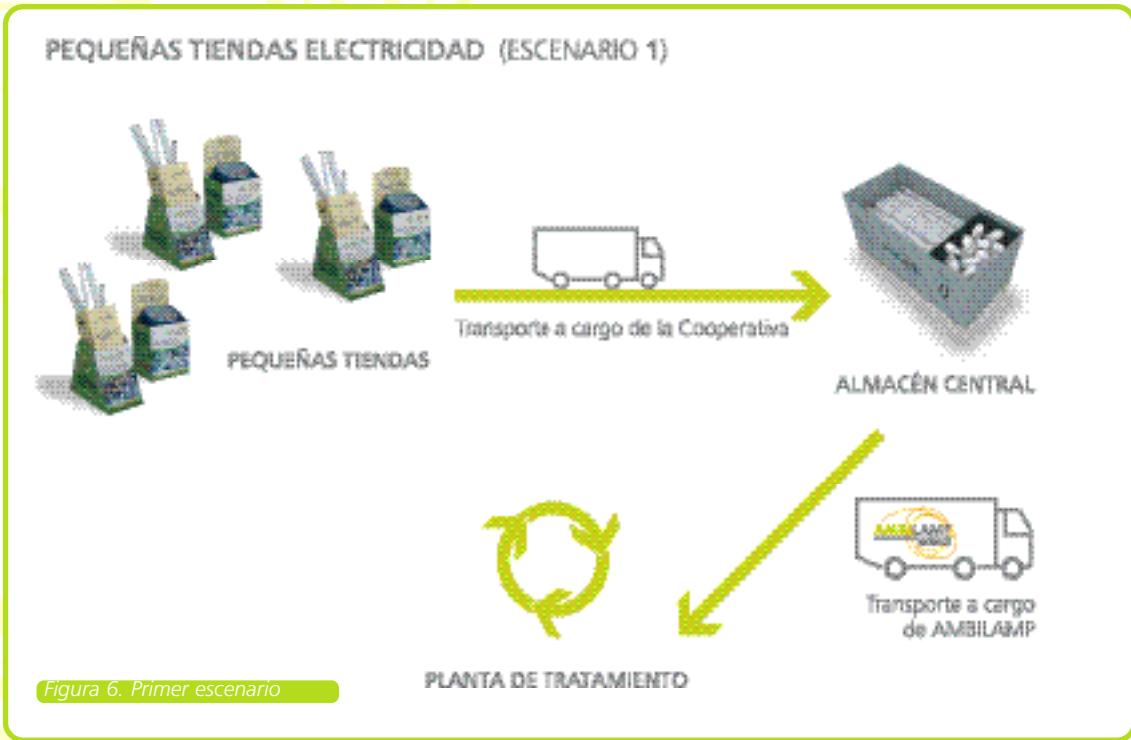 PEQUEÑAS TIENDAS ELECTRICIDAD (ESCENARIO 1)
Transporte a cargo de la Cooperativa
PEQUEÑAS TIENDAS
ALMACÉN CENTRAL
AMBILAMP
Transporte a cargo
de AMBILAMP
PLANTA DE TRATAMIENTO
Figura 6. Primer escenario